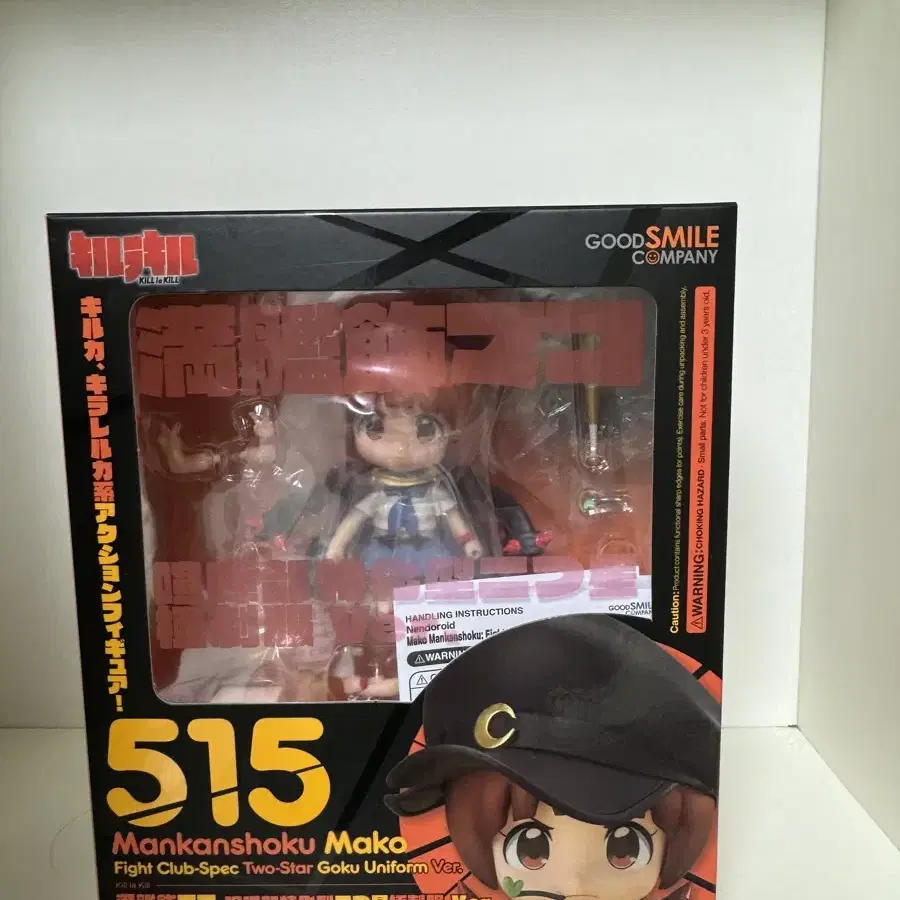 キルラキル
KILL la KILL
GOOD SMILE
COMPANY
満艦飾マコ
キルカ、キラレルカ系アクションフィギュア!
Caution: Product contains functional sharp edges (or points). Exercise care during unpacking and assembly.
⚠WARNING: CHOKING HAZARD - Small parts. Not for children under 3 years old.
HANDLING INSTRUCTIONS
Nendoroid
Mako Mankanshoku:
⚠WARNIN
GOOD SMILE
COMPANY
C
515
Mankanshoku Mako
Fight Club-Spec Two-Star Goku Uniform Ver.
Kill la Kill